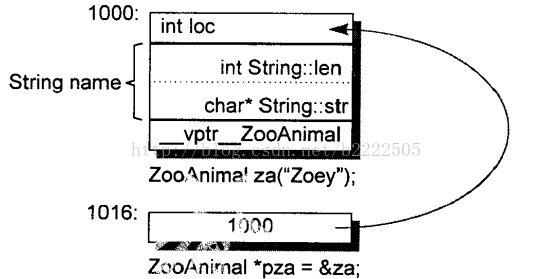 1000:
int loc
String name
int String::len
char* String::str
__vptr__ZooAnimal
http://blog.csdn.net/b2222505
ZooAnimal za("Zoey");
1016:
1000
ZooAnimal *pza = &za;